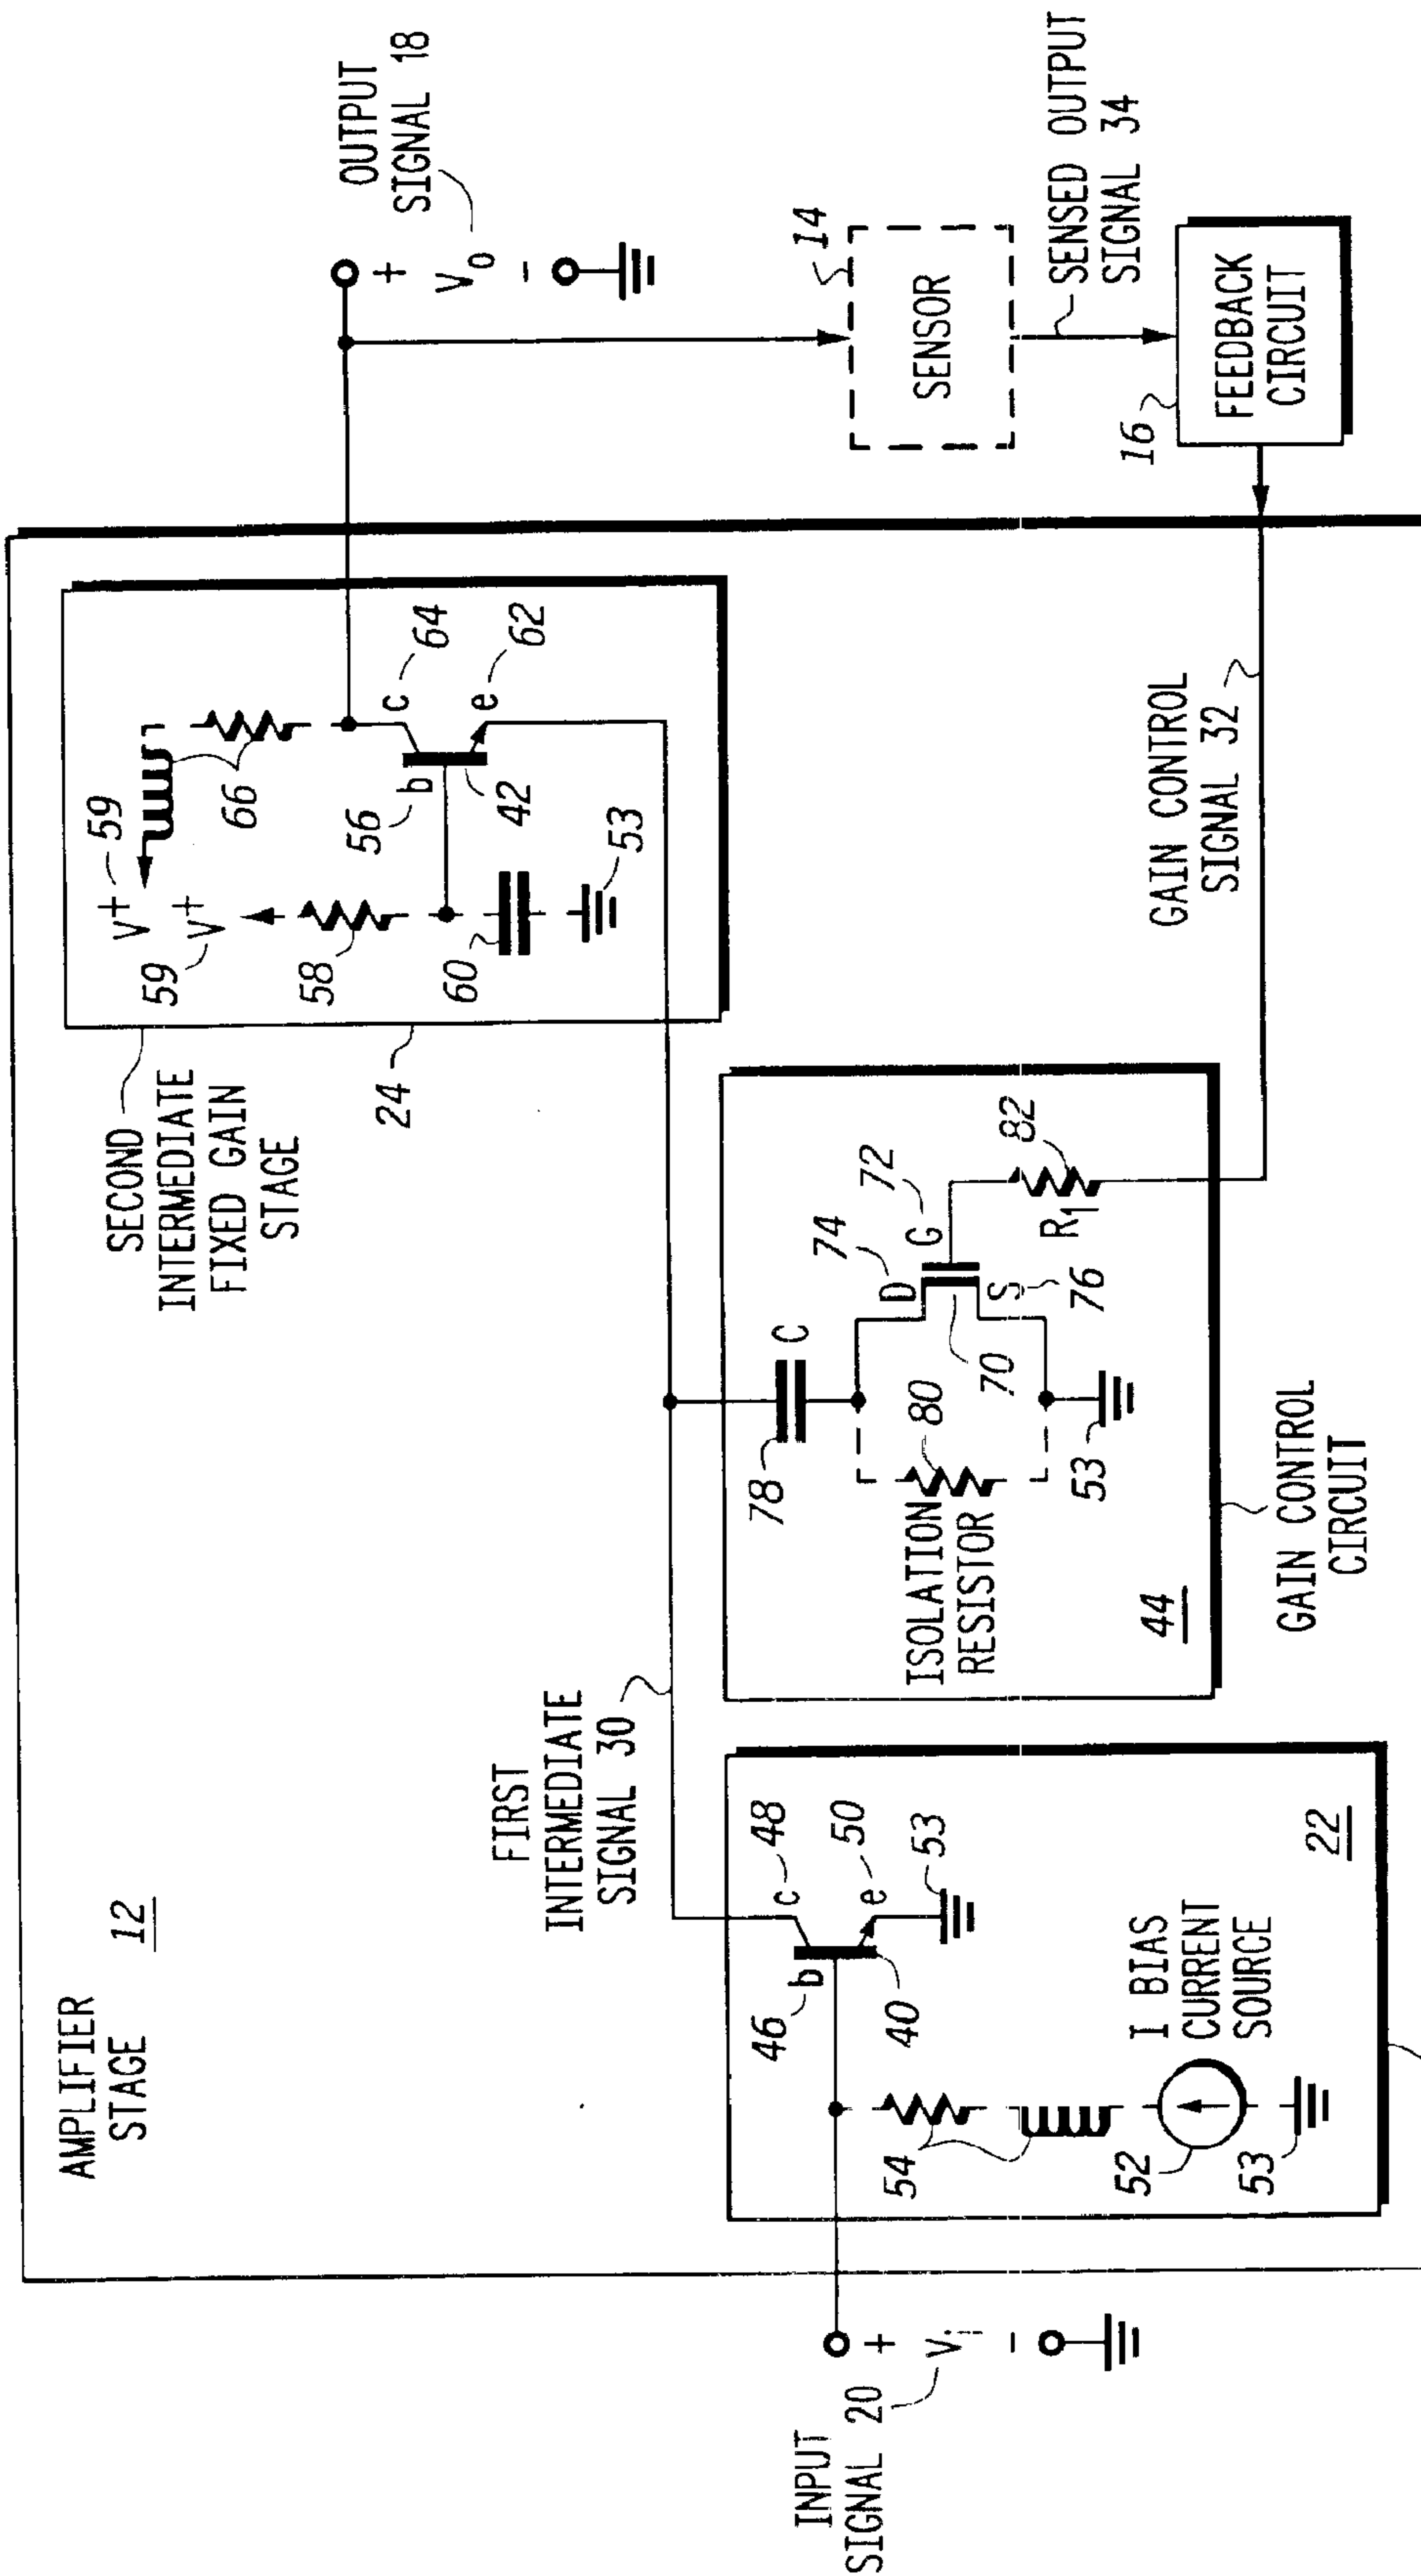 AMPLIFIER
STAGE 12
SECOND
INTERMEDIATE
FIXED GAIN
STAGE
24
59
V+
59
V+
66
58
60
53
56
b
42
c
64
e
62
OUTPUT
SIGNAL 18
+
Vo
-
FIRST
INTERMEDIATE
SIGNAL 30
INPUT
SIGNAL 20
+
Vi
-
46
b
c
48
40
e
50
53
54
52
53
I BIAS
CURRENT
SOURCE
22
78
C
ISOLATION
RESISTOR
80
D
74
G
72
70
S
76
53
R1
82
44
GAIN CONTROL
CIRCUIT
GAIN CONTROL
SIGNAL 32
14
SENSOR
SENSED OUTPUT
SIGNAL 34
16
FEEDBACK
CIRCUIT